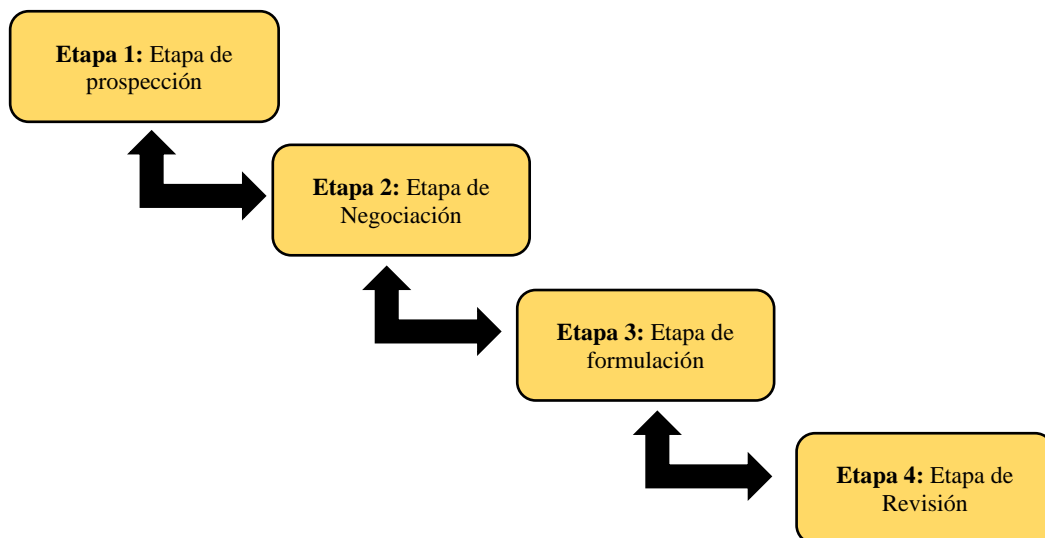 Etapa 1: Etapa de
prospección
Etapa 2: Etapa de
Negociación
Etapa 3: Etapa de
formulación
Etapa 4: Etapa de
Revisión